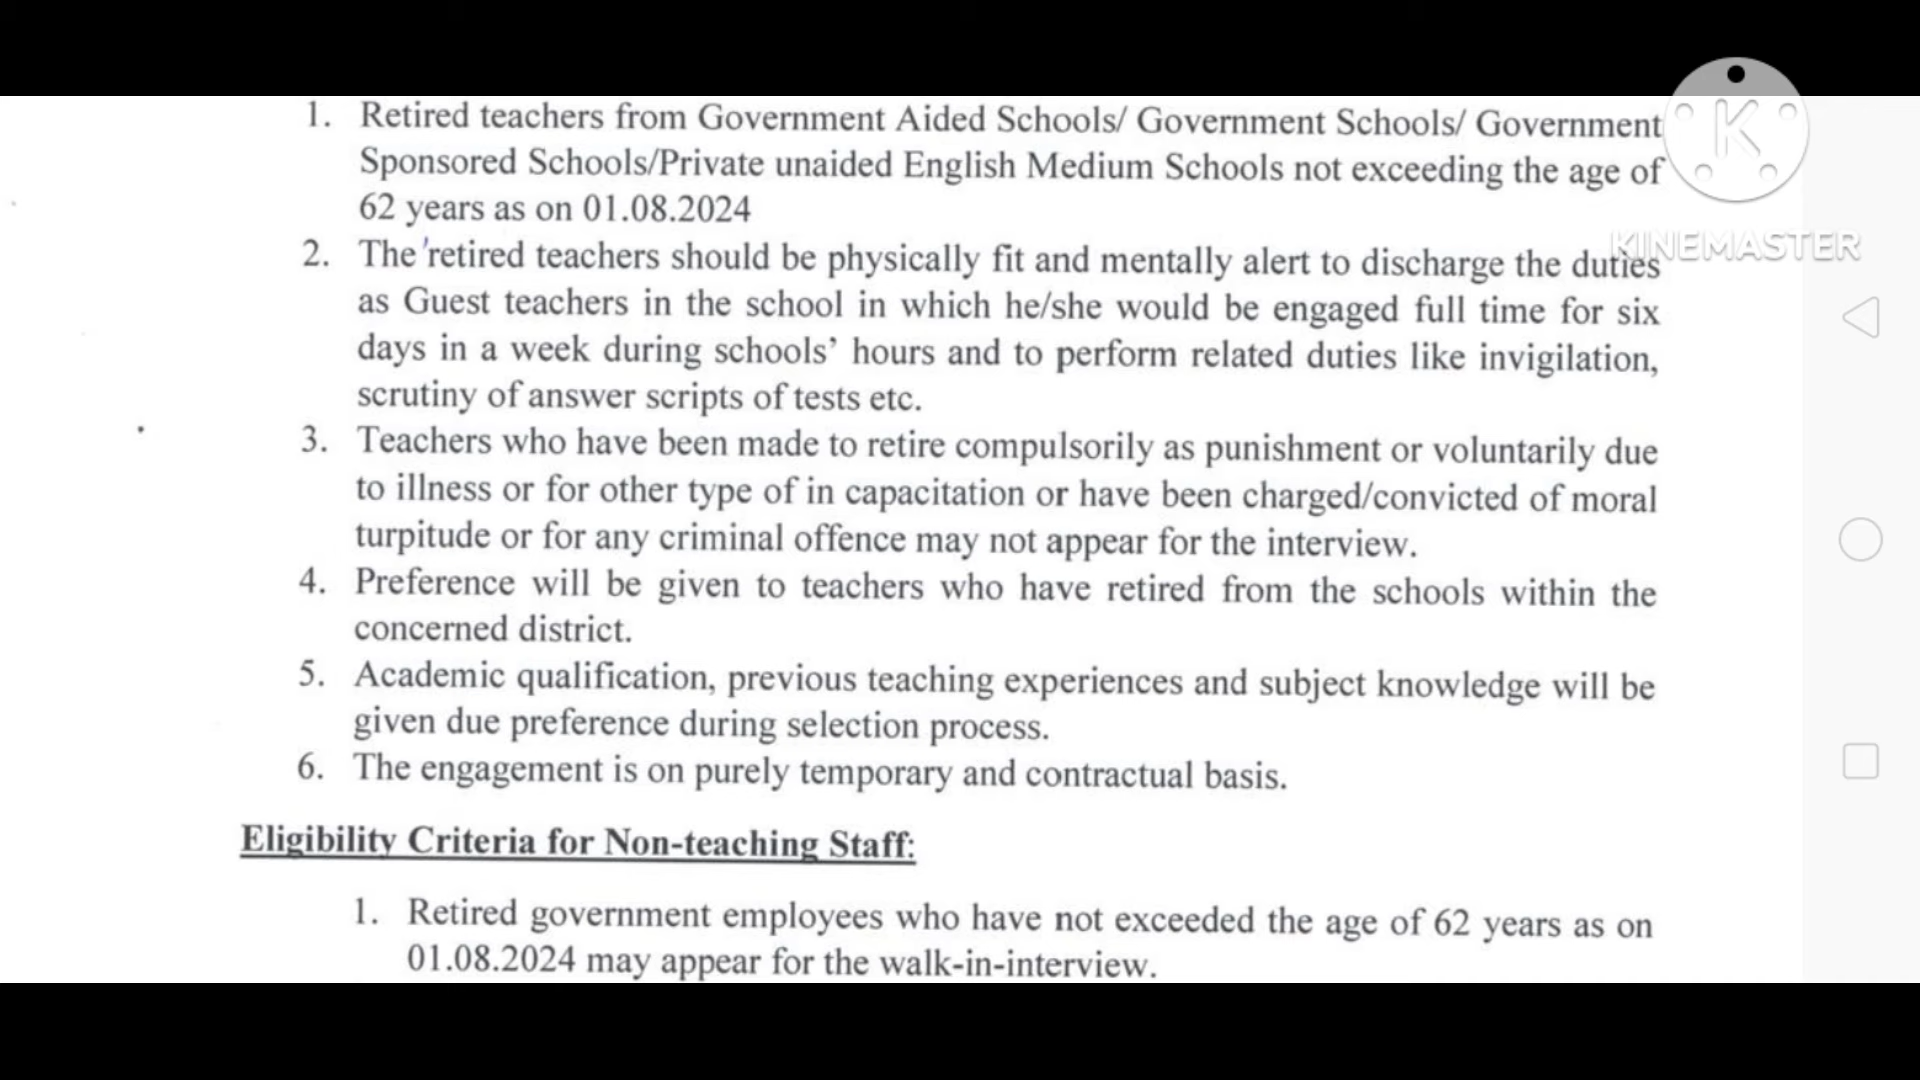 1. Retired teachers from Government Aided Schools/ Government Schools/ Government
Sponsored Schools/Private unaided English Medium Schools not exceeding the age of
62 years as on 01.08.2024
2. The retired teachers should be physically fit and mentally alert to discharge the duties
as Guest teachers in the school in which he/she would be engaged full time for six
days in a week during schools’ hours and to perform related duties like invigilation,
scrutiny of answer scripts of tests etc.
3. Teachers who have been made to retire compulsorily as punishment or voluntarily due
to illness or for other type of in capacitation or have been charged/convicted of moral
turpitude or for any criminal offence may not appear for the interview.
4. Preference will be given to teachers who have retired from the schools within the
concerned district.
5. Academic qualification, previous teaching experiences and subject knowledge will be
given due preference during selection process.
6. The engagement is on purely temporary and contractual basis.
Eligibility Criteria for Non-teaching Staff:
1. Retired government employees who have not exceeded the age of 62 years as on
01.08.2024 may appear for the walk-in-interview.
K
KINEMASTER